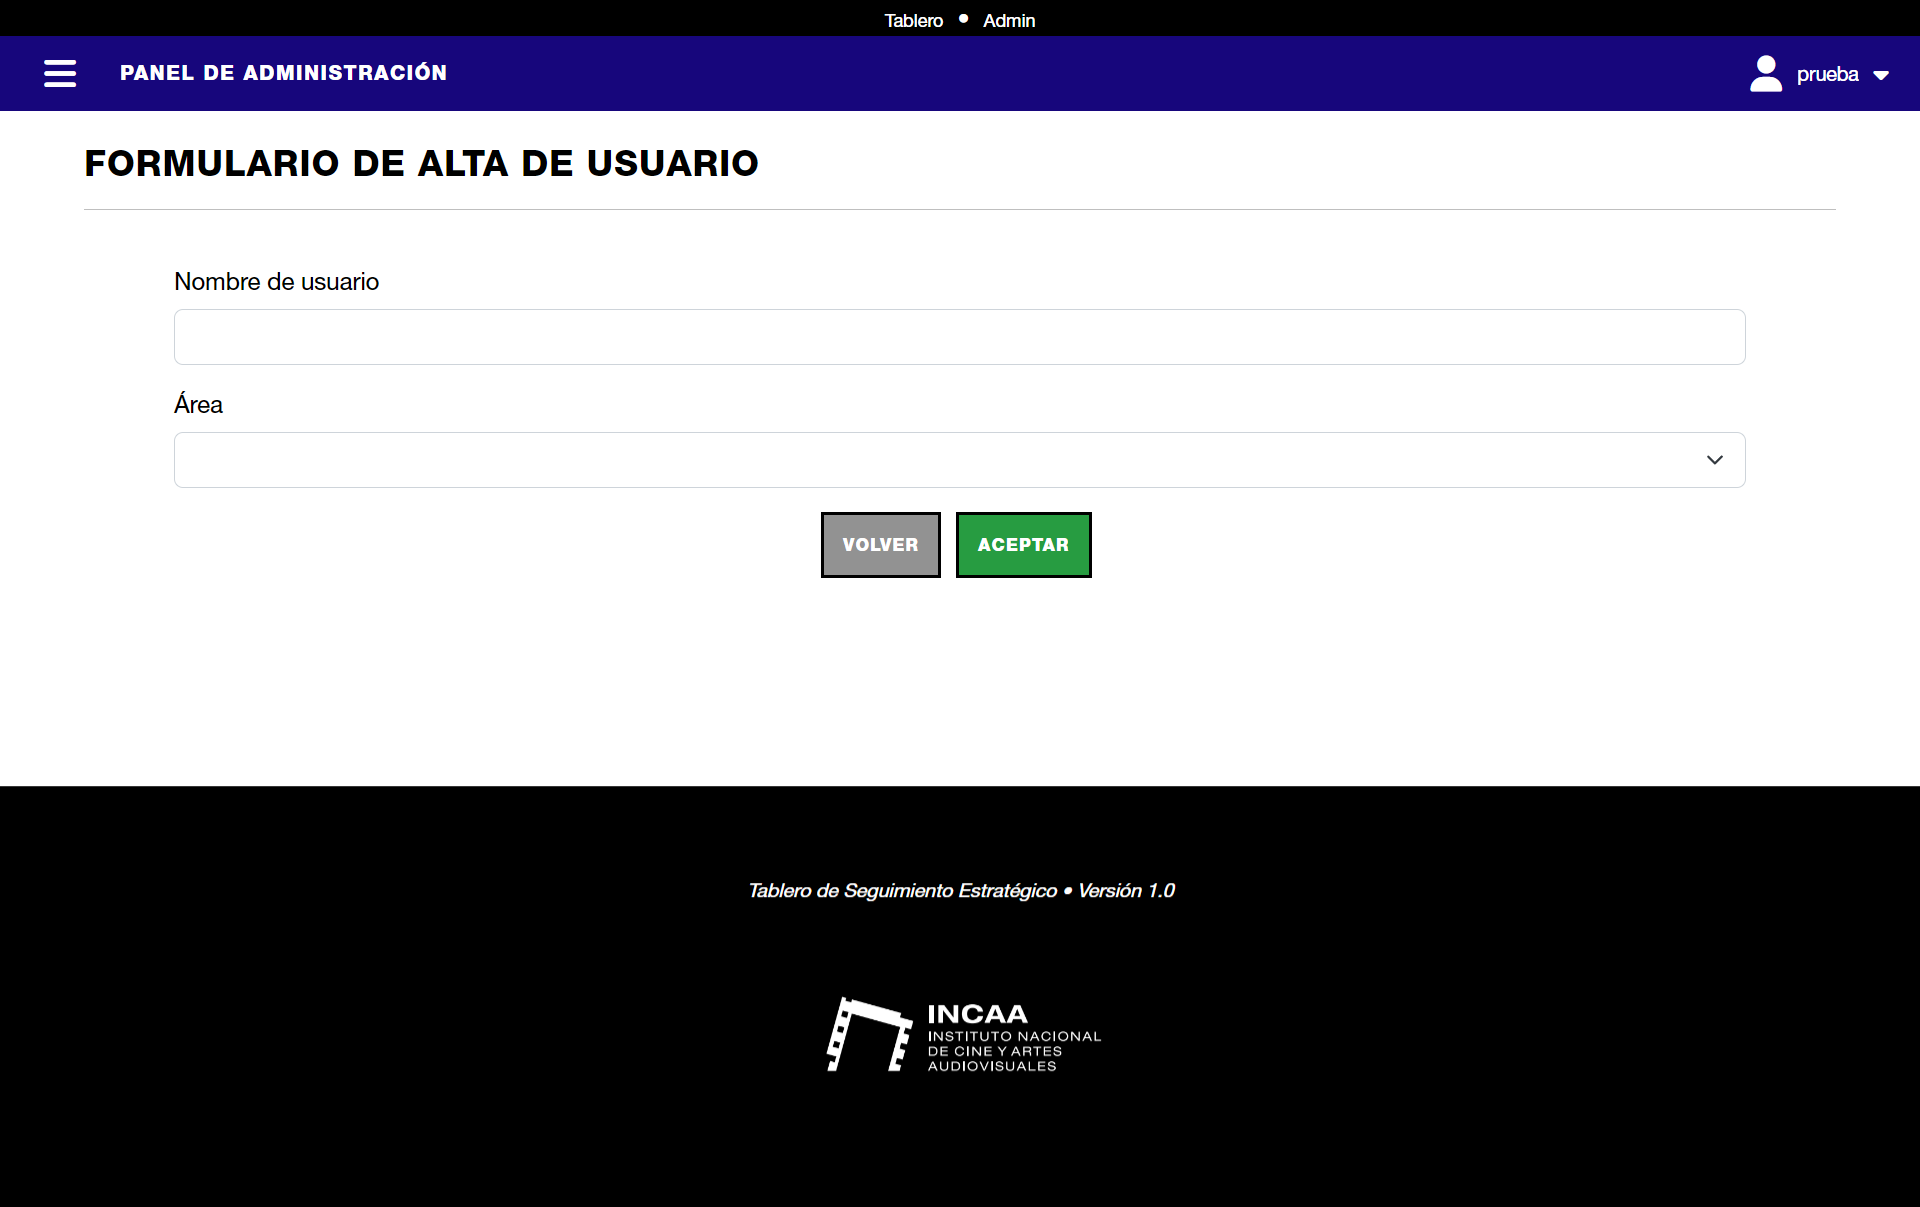 Tablero • Admin
PANEL DE ADMINISTRACIÓN
prueba
FORMULARIO DE ALTA DE USUARIO
Nombre de usuario
Área
VOLVER
ACEPTAR
Tablero de Seguimiento Estratégico • Versión 1.0
INCAA
INSTITUTO NACIONAL
DE CINE Y ARTES
AUDIOVISUALES